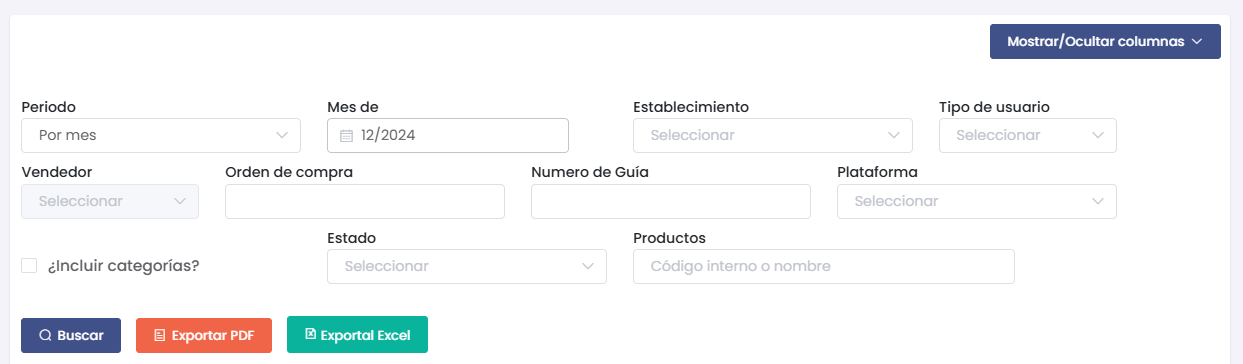 Mostrar/Ocultar columnas
Periodo Mes de Establecimiento Tipo de usuario
Por mes 12/2024 Seleccionar Seleccionar
Vendedor Orden de compra Numero de Guía Plataforma
Seleccionar Seleccionar
Estado Productos
¿Incluir categorías? Seleccionar Código interno o nombre
Buscar Exportar PDF Exportal Excel